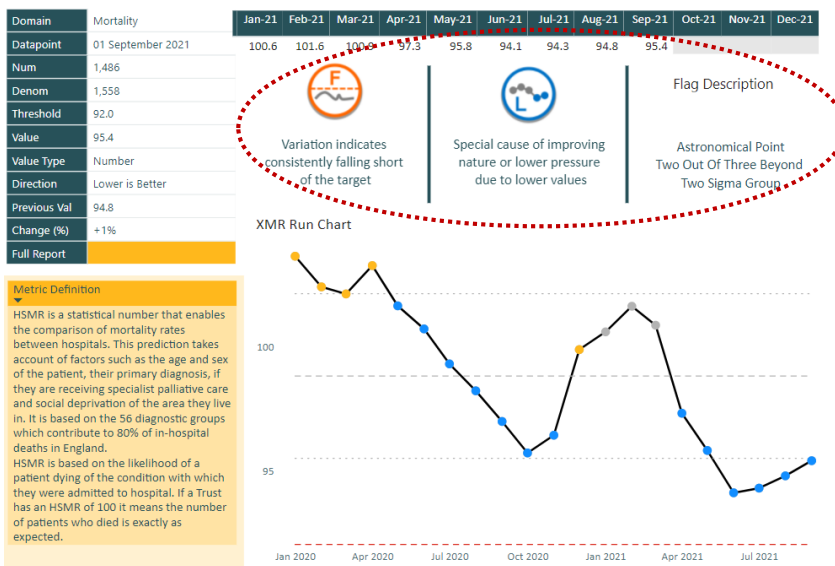 Domain Mortality
Datapoint 01 September 2021
Num 1,486
Denom 1,558
Threshold 92.0
Value 95.4
Value Type Number
Direction Lower is Better
Previous Val 94.8
Change (%) +1%
Full Report
Jan-21 Feb-21 Mar-21 Apr-21 May-21 Jun-21 Jul-21 Aug-21 Sep-21 Oct-21 Nov-21 Dec-21
100.6 101.6 100.9 97.3 95.8 94.1 94.3 94.8 95.4
F
Variation indicates
consistently falling short
of the target
L
Special cause of improving
nature or lower pressure
due to lower values
Flag Description
Astronomical Point
Two Out Of Three Beyond
Two Sigma Group
XMR Run Chart
100
95
Jan 2020 Apr 2020 Jul 2020 Oct 2020 Jan 2021 Apr 2021 Jul 2021
Metric Definition
HSMR is a statistical number that enables
the comparison of mortality rates
between hospitals. This prediction takes
account of factors such as the age and sex
of the patient, their primary diagnosis, if
they are receiving specialist palliative care
and social deprivation of the area they live
in. It is based on the 56 diagnostic groups
which contribute to 80% of in-hospital
deaths in England.
HSMR is based on the likelihood of a
patient dying of the condition with which
they were admitted to hospital. If a Trust
has an HSMR of 100 it means the number
of patients who died is exactly as
expected.